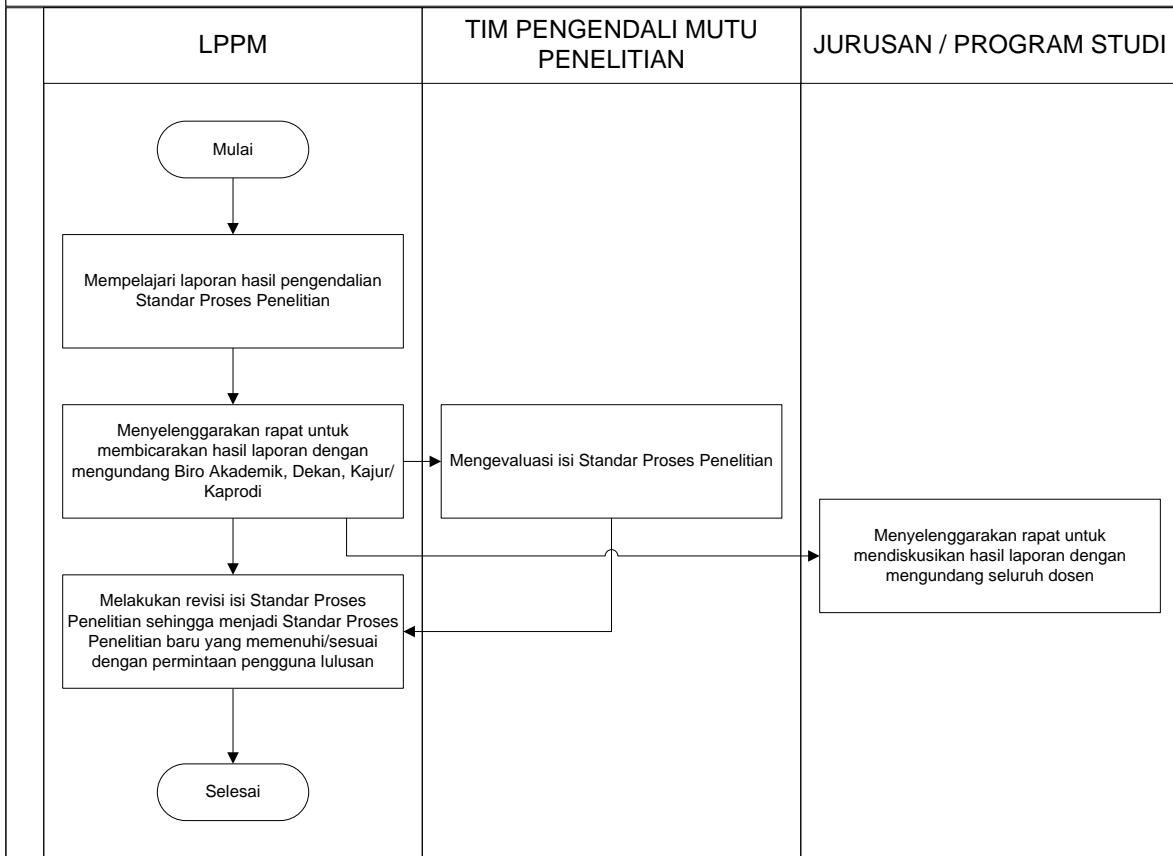 LPPM
TIM PENGENDALI MUTU
PENELITIAN
JURUSAN / PROGRAM STUDI
Mulai
Mempelajari laporan hasil pengendalian
Standar Proses Penelitian
Menyelenggarakan rapat untuk
membicarakan hasil laporan dengan
mengundang Biro Akademik, Dekan, Kajur/
Kaprodi
Mengevaluasi isi Standar Proses Penelitian
Menyelenggarakan rapat untuk
mendiskusikan hasil laporan dengan
mengundang seluruh dosen
Melakukan revisi isi Standar Proses
Penelitian sehingga menjadi Standar Proses
Penelitian baru yang memenuhi/sesuai
dengan permintaan pengguna lulusan
Selesai